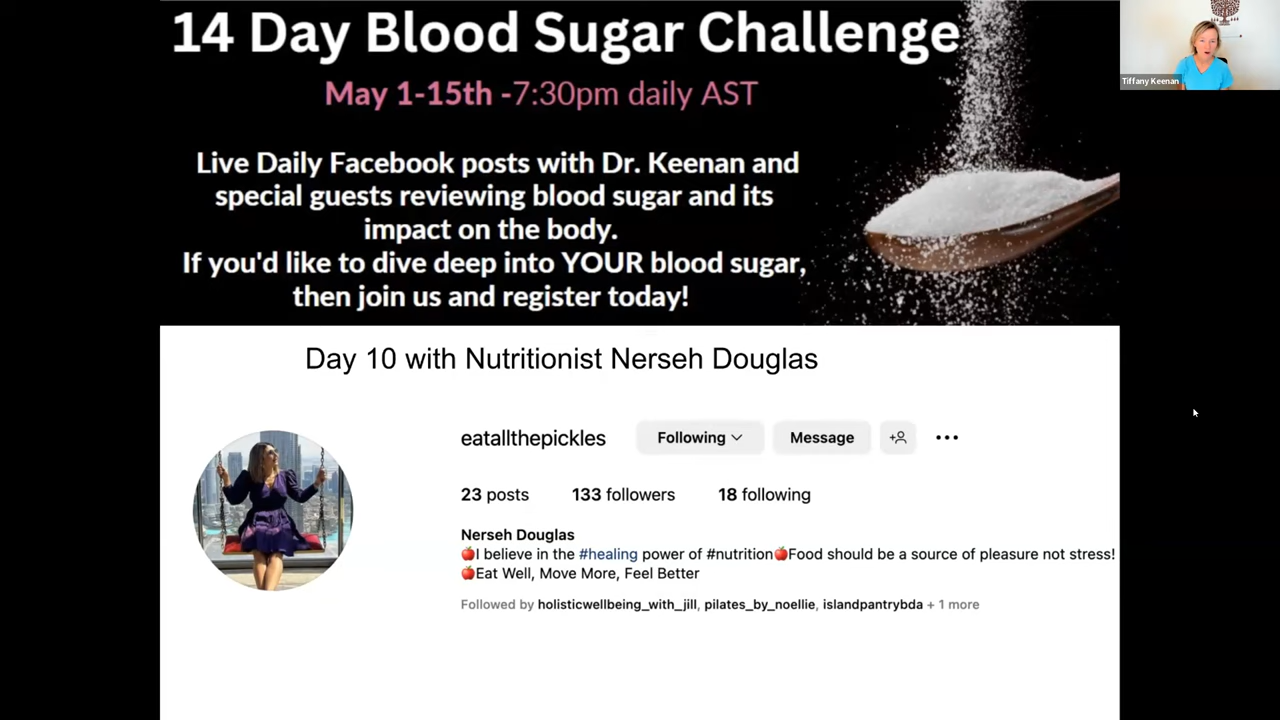 14 Day Blood Sugar Challenge
May 1-15th -7:30pm daily AST
Live Daily Facebook posts with Dr. Keenan and
special guests reviewing blood sugar and its
impact on the body.
If you'd like to dive deep into YOUR blood sugar,
then join us and register today!
Tiffany Keenan
Day 10 with Nutritionist Nerseh Douglas
eatallthepickles Following Message
23 posts 133 followers 18 following
Nerseh Douglas
🍎I believe in the #healing power of #nutrition🍎Food should be a source of pleasure not stress!
🍎Eat Well, Move More, Feel Better
Followed by holisticwellbeing_with_jill, pilates_by_noellie, islandpantrybda + 1 more